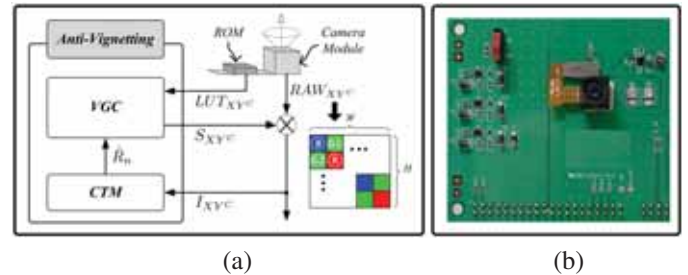 Anti-Vignetting
ROM
Camera
Module
VGC
LUT_XY^C
RAW_XY^C
S_XY^C
W
H
R̂_n
CTM
I_XY^C
(a)
(b)